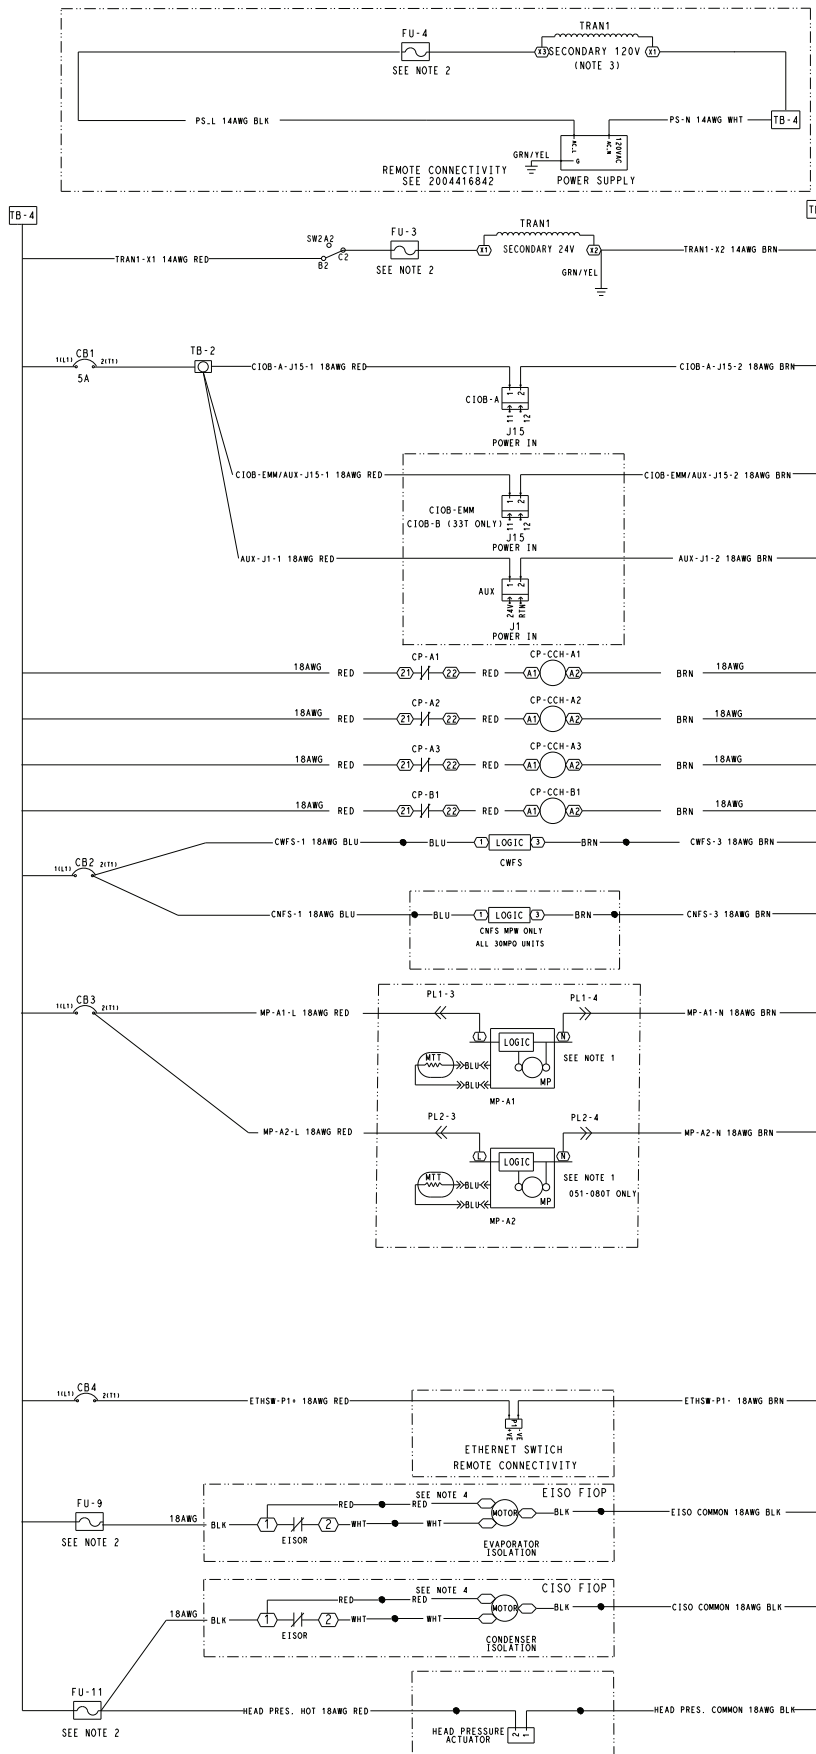 FU-4
TRAN1
X3 SECONDARY 120V X1
SEE NOTE 2
(NOTE 3)
PS_L 14AWG BLK
PS-N 14AWG WHT
TB-4
AC_L
AC_N
120VAC
GRN/YEL
G
REMOTE CONNECTIVITY
SEE 2004416842
POWER SUPPLY
TB-4
SW2
A2
FU-3
TRAN1
TRAN1-X1 14AWG RED
B2
C2
X1
SECONDARY 24V
X2
TRAN1-X2 14AWG BRN
SEE NOTE 2
GRN/YEL
CB1
TB-2
1(L1)
2(T1)
5A
CIOB-A-J15-1 18AWG RED
CIOB-A-J15-2 18AWG BRN
CIOB-A
1 2
11 12
J15
POWER IN
CIOB-EMM/AUX-J15-1 18AWG RED
CIOB-EMM/AUX-J15-2 18AWG BRN
CIOB-EMM
CIOB-B (33T ONLY)
1 2
11 12
J15
POWER IN
AUX-J1-1 18AWG RED
AUX-J1-2 18AWG BRN
AUX
1 2
24V RTN
J1
POWER IN
CP-A1
CP-CCH-A1
18AWG RED 21 22 RED A1 A2 BRN 18AWG
CP-A2
CP-CCH-A2
18AWG RED 21 22 RED A1 A2 BRN 18AWG
CP-A3
CP-CCH-A3
18AWG RED 21 22 RED A1 A2 BRN 18AWG
CP-B1
CP-CCH-B1
18AWG RED 21 22 RED A1 A2 BRN 18AWG
CWFS-1 18AWG BLU BLU 1 LOGIC 3 BRN CWFS-3 18AWG BRN
CWFS
CB2
1(L1)
2(T1)
CNFS-1 18AWG BLU BLU 1 LOGIC 3 BRN CNFS-3 18AWG BRN
CNFS MPW ONLY
ALL 30MPQ UNITS
CB3
1(L1)
2(T1)
PL1-3
PL1-4
MP-A1-L 18AWG RED
MP-A1-N 18AWG BRN
L
N
LOGIC
SEE NOTE 1
MTT
BLU
BLU
MP
MP-A1
PL2-3
PL2-4
MP-A2-L 18AWG RED
MP-A2-N 18AWG BRN
L
N
LOGIC
SEE NOTE 1
MTT
BLU
BLU
MP
051-080T ONLY
MP-A2
CB4
1(L1)
2(T1)
ETHSW-P1+ 18AWG RED
ETHSW-P1- 18AWG BRN
P1
+VE -VE
ETHERNET SWTICH
REMOTE CONNECTIVITY
SEE NOTE 4
EISO FIOP
FU-9
RED RED
18AWG BLK 1 2 WHT WHT MOTOR BLK EISO COMMON 18AWG BLK
SEE NOTE 2
EISOR
EVAPORATOR
ISOLATION
SEE NOTE 4
CISO FIOP
RED RED
18AWG BLK 1 2 WHT WHT MOTOR BLK CISO COMMON 18AWG BLK
EISOR
CONDENSER
ISOLATION
FU-11
SEE NOTE 2
HEAD PRES. HOT 18AWG RED
HEAD PRES. COMMON 18AWG BLK
HEAD PRESSURE
ACTUATOR
2 1